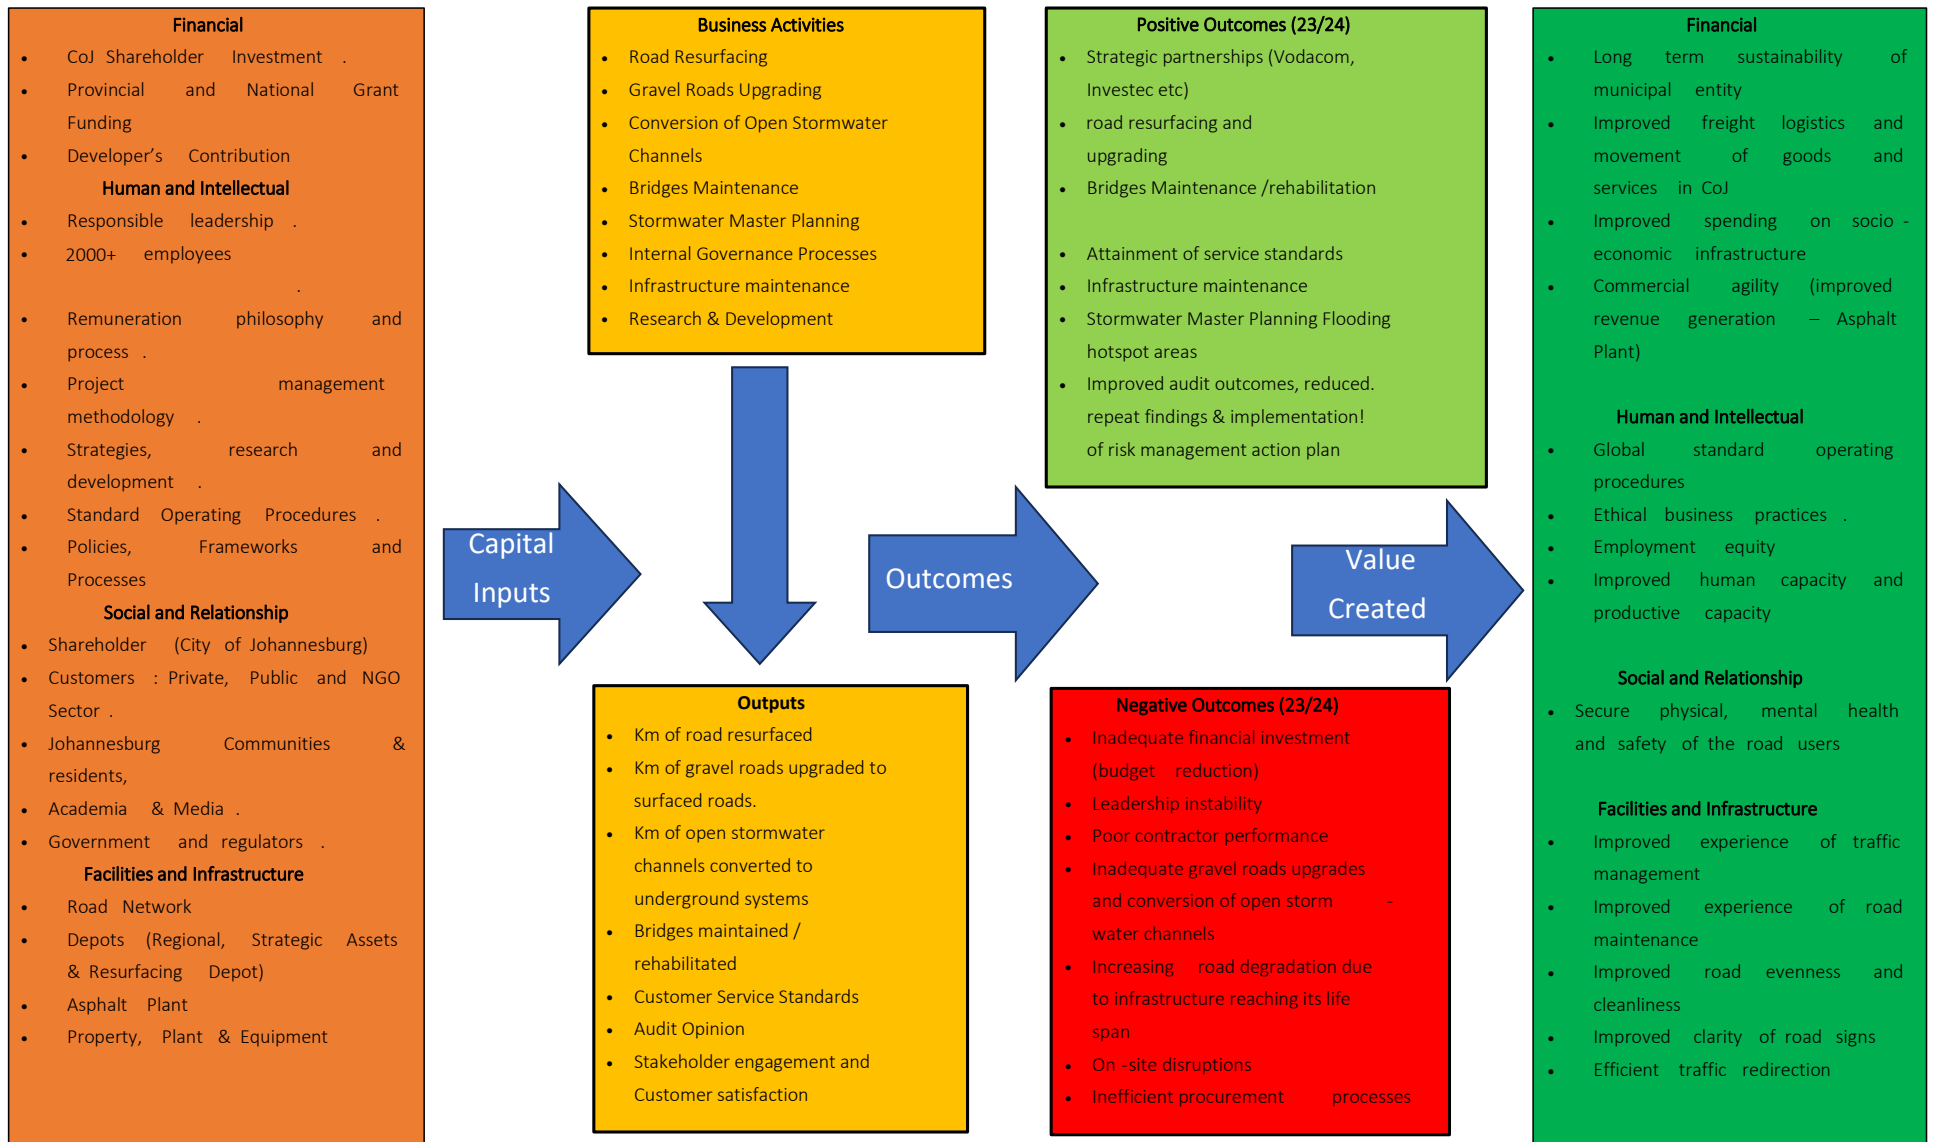 Financial
• CoJ Shareholder Investment .
• Provincial and National Grant
Funding
• Developer's Contribution
Human and Intellectual
• Responsible leadership .
• 2000+ employees
.
• Remuneration philosophy and
process .
• Project management
methodology .
• Strategies, research and
development .
• Standard Operating Procedures .
• Policies, Frameworks and
Processes
Social and Relationship
• Shareholder (City of Johannesburg)
• Customers : Private, Public and NGO
Sector .
• Johannesburg Communities &
residents,
• Academia & Media .
• Government and regulators .
Facilities and Infrastructure
• Road Network
• Depots (Regional, Strategic Assets
& Resurfacing Depot)
• Asphalt Plant
• Property, Plant & Equipment
Capital
Inputs
Business Activities
• Road Resurfacing
• Gravel Roads Upgrading
• Conversion of Open Stormwater
Channels
• Bridges Maintenance
• Stormwater Master Planning
• Internal Governance Processes
• Infrastructure maintenance
• Research & Development
Outputs
• Km of road resurfaced
• Km of gravel roads upgraded to
surfaced roads.
• Km of open stormwater
channels converted to
underground systems
• Bridges maintained /
rehabilitated
• Customer Service Standards
• Audit Opinion
• Stakeholder engagement and
Customer satisfaction
Outcomes
Positive Outcomes (23/24)
• Strategic partnerships (Vodacom,
Investec etc)
• road resurfacing and
upgrading
• Bridges Maintenance /rehabilitation
• Attainment of service standards
• Infrastructure maintenance
• Stormwater Master Planning Flooding
hotspot areas
• Improved audit outcomes, reduced.
repeat findings & implementation!
of risk management action plan
Negative Outcomes (23/24)
• Inadequate financial investment
(budget reduction)
• Leadership instability
• Poor contractor performance
• Inadequate gravel roads upgrades
and conversion of open storm -
water channels
• Increasing road degradation due
to infrastructure reaching its life
span
• On -site disruptions
• Inefficient procurement processes
Value
Created
Financial
• Long term sustainability of
municipal entity
• Improved freight logistics and
movement of goods and
services in CoJ
• Improved spending on socio -
economic infrastructure
• Commercial agility (improved
revenue generation – Asphalt
Plant)
Human and Intellectual
• Global standard operating
procedures
• Ethical business practices .
• Employment equity
• Improved human capacity and
productive capacity
Social and Relationship
• Secure physical, mental health
and safety of the road users
Facilities and Infrastructure
• Improved experience of traffic
management
• Improved experience of road
maintenance
• Improved road evenness and
cleanliness
• Improved clarity of road signs
• Efficient traffic redirection